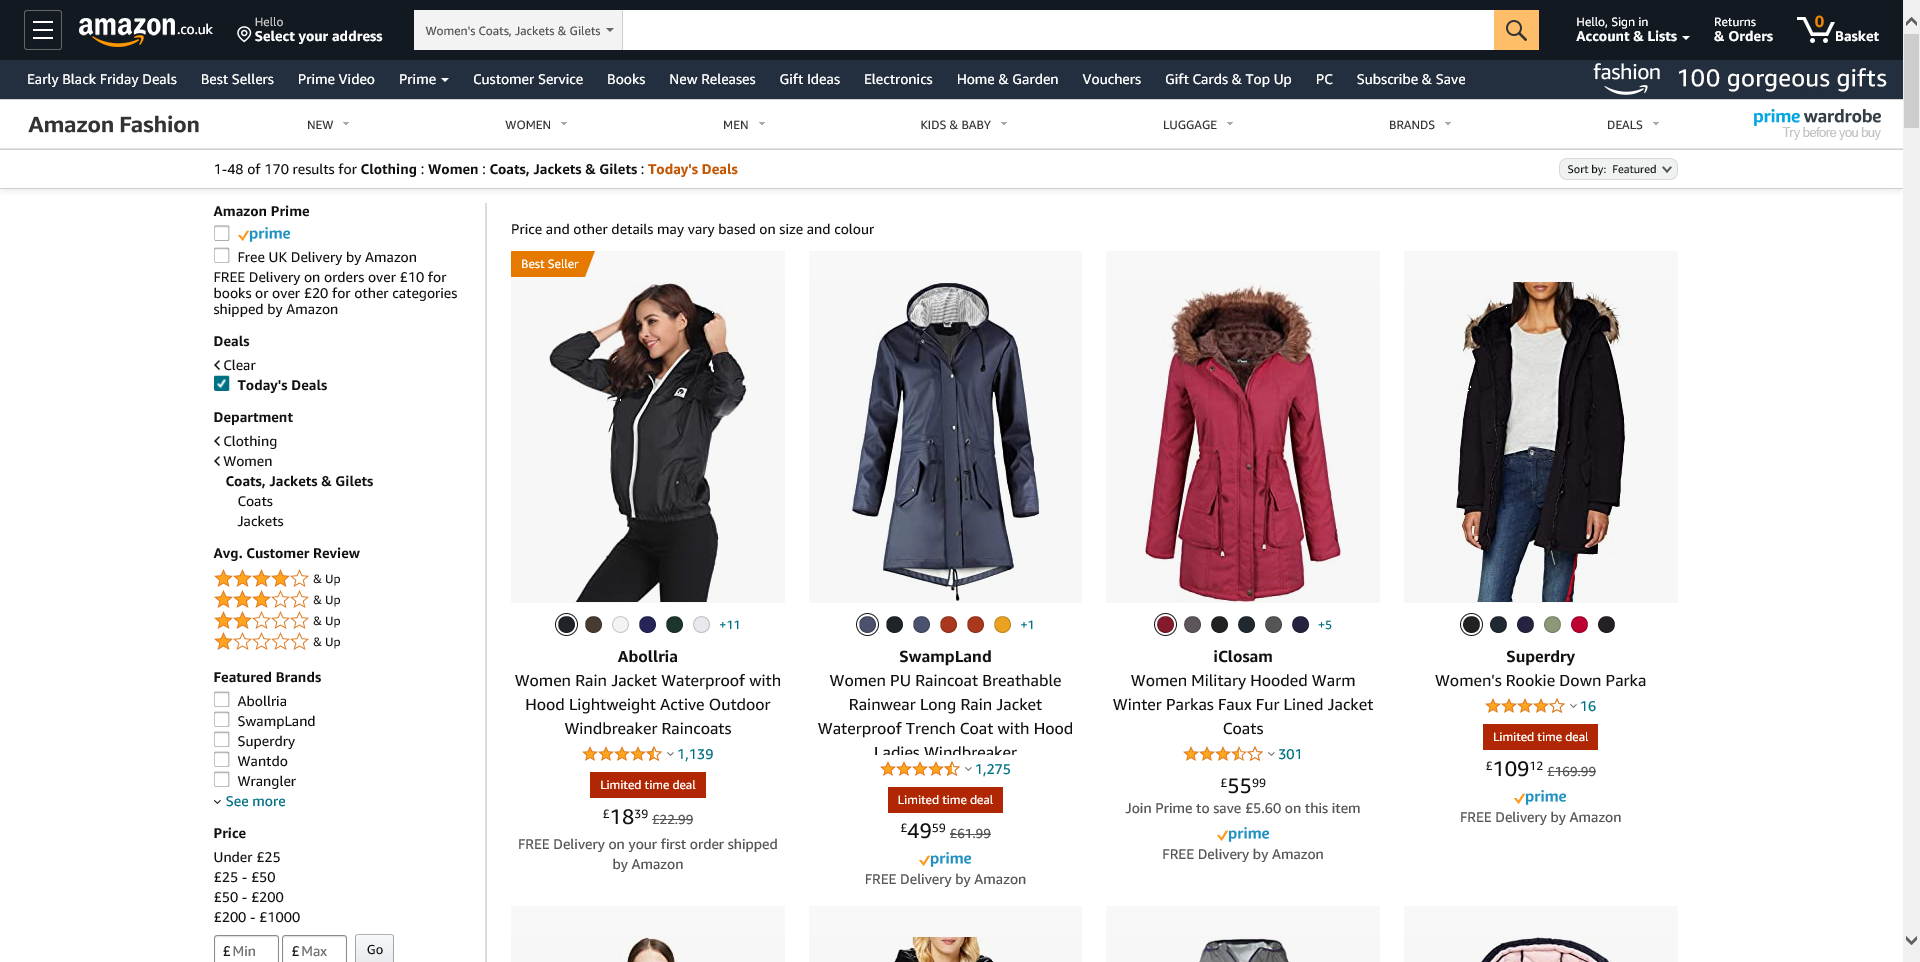 amazon.co.uk
Hello
Select your address
Women's Coats, Jackets & Gilets
Hello, Sign in
Account & Lists
Returns
& Orders
0
Basket
Early Black Friday Deals
Best Sellers
Prime Video
Prime
Customer Service
Books
New Releases
Gift Ideas
Electronics
Home & Garden
Vouchers
Gift Cards & Top Up
PC
Subscribe & Save
fashion
100 gorgeous gifts
Amazon Fashion
NEW
WOMEN
MEN
KIDS & BABY
LUGGAGE
BRANDS
DEALS
prime wardrobe
Try before you buy
1-48 of 170 results for Clothing : Women : Coats, Jackets & Gilets : Today's Deals
Sort by: Featured
Amazon Prime
prime
Free UK Delivery by Amazon
FREE Delivery on orders over £10 for
books or over £20 for other categories
shipped by Amazon
Deals
Clear
Today's Deals
Department
Clothing
Women
Coats, Jackets & Gilets
Coats
Jackets
Avg. Customer Review
& Up
& Up
& Up
& Up
Featured Brands
Abollria
SwampLand
Superdry
Wantdo
Wrangler
See more
Price
Under £25
£25 - £50
£50 - £200
£200 - £1000
£ Min
£ Max
Go
Price and other details may vary based on size and colour
Best Seller
+11
Abollria
Women Rain Jacket Waterproof with
Hood Lightweight Active Outdoor
Windbreaker Raincoats
1,139
Limited time deal
£18.39 £22.99
FREE Delivery on your first order shipped
by Amazon
+1
SwampLand
Women PU Raincoat Breathable
Rainwear Long Rain Jacket
Waterproof Trench Coat with Hood
Ladies Windbreaker
1,275
Limited time deal
£49.59 £61.99
prime
FREE Delivery by Amazon
+5
iClosam
Women Military Hooded Warm
Winter Parkas Faux Fur Lined Jacket
Coats
301
£55.99
Join Prime to save £5.60 on this item
prime
FREE Delivery by Amazon
Superdry
Women's Rookie Down Parka
16
Limited time deal
£109.12 £169.99
prime
FREE Delivery by Amazon